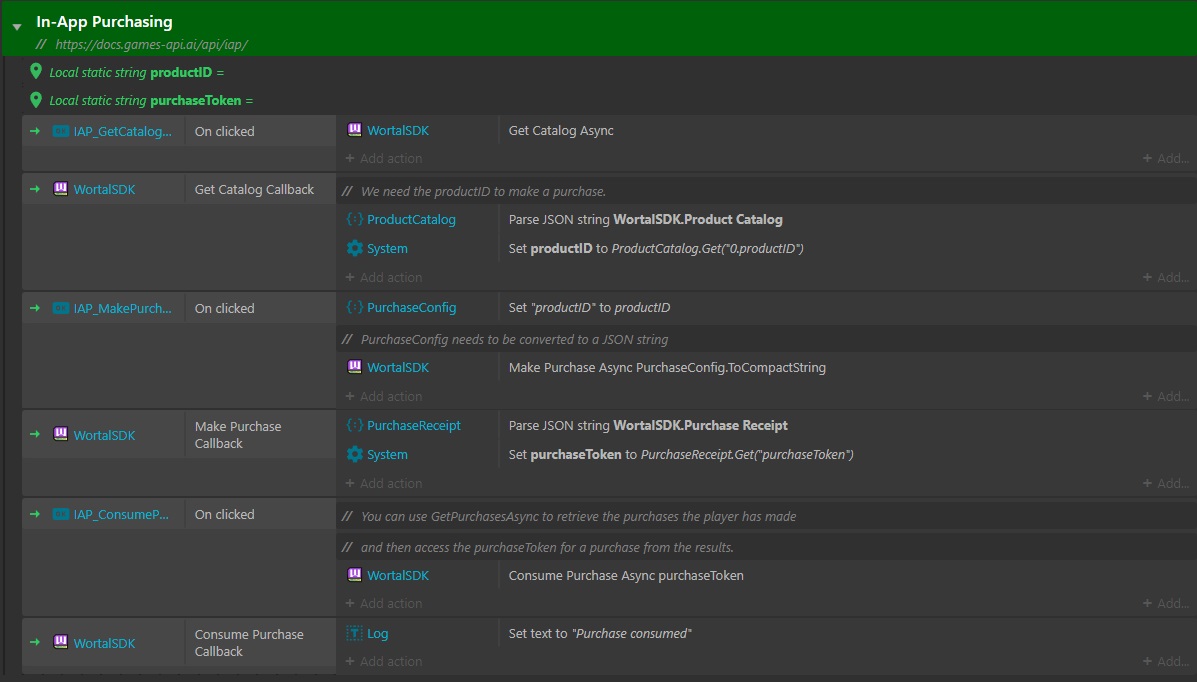 In-App Purchasing
// https://docs.games-api.ai/api/iap/
Local static string productID =
Local static string purchaseToken =
IAP_GetCatalog... On clicked WortalSDK Get Catalog Async
+ Add action + Add...
WortalSDK Get Catalog Callback // We need the productID to make a purchase.
ProductCatalog Parse JSON string WortalSDK.Product Catalog
System Set productID to ProductCatalog.Get("0.productID")
+ Add action + Add...
IAP_MakePurch... On clicked PurchaseConfig Set "productID" to productID
// PurchaseConfig needs to be converted to a JSON string
WortalSDK Make Purchase Async PurchaseConfig.ToCompactString
+ Add action + Add...
WortalSDK Make Purchase Callback PurchaseReceipt Parse JSON string WortalSDK.Purchase Receipt
System Set purchaseToken to PurchaseReceipt.Get("purchaseToken")
+ Add action + Add...
IAP_ConsumeP... On clicked // You can use GetPurchasesAsync to retrieve the purchases the player has made
// and then access the purchaseToken for a purchase from the results.
WortalSDK Consume Purchase Async purchaseToken
+ Add action + Add...
WortalSDK Consume Purchase Callback Log Set text to "Purchase consumed"
+ Add action + Add...